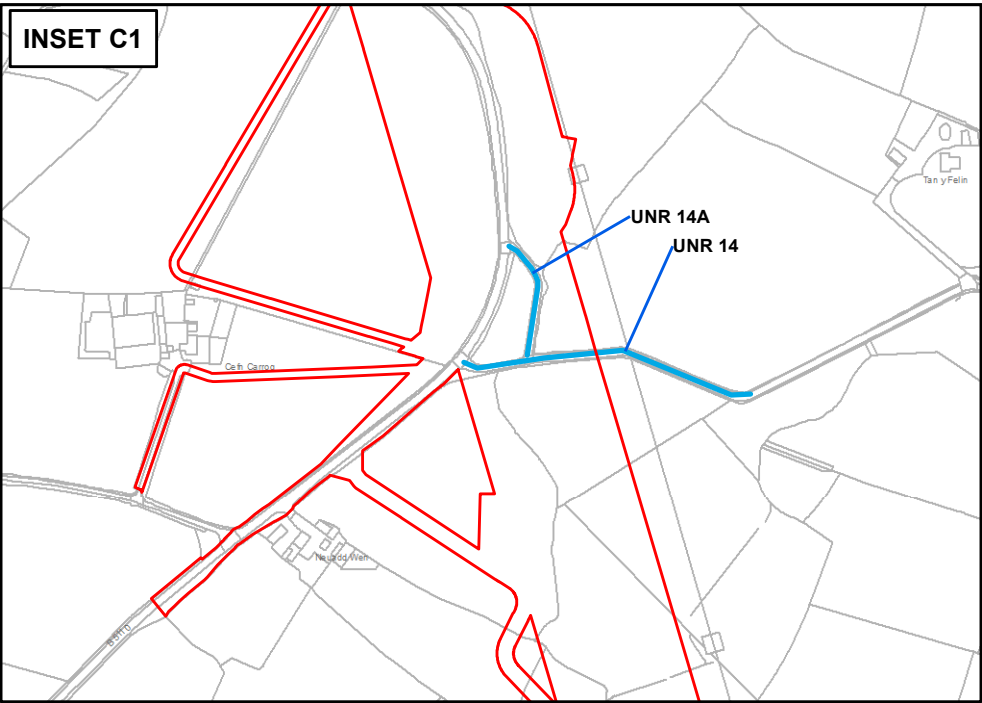 INSET C1
Tan y Felin
UNR 14A
UNR 14
Cefn Carrog
Neuadd Wen
B5110